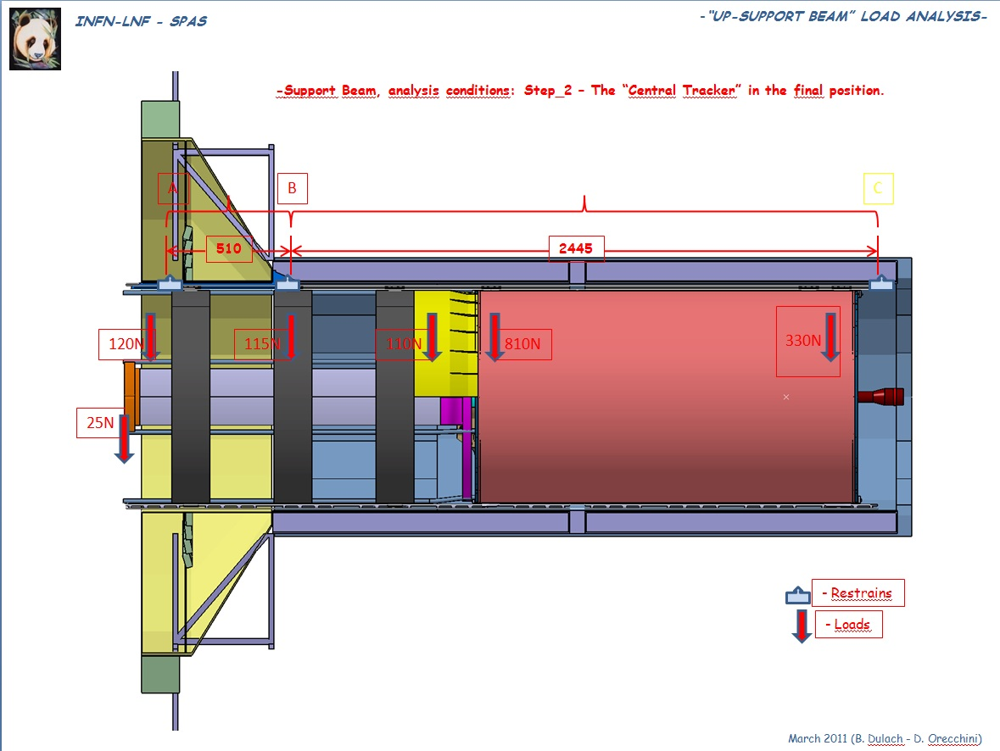 INFN-LNF - SPAS
-"UP-SUPPORT BEAM" LOAD ANALYSIS-
-Support Beam, analysis conditions: Step_2 – The "Central Tracker" in the final position.
A
B
C
510
2445
120N
115N
110N
810N
330N
25N
- Restrains
- Loads
March 2011 (B. Dulach - D. Orecchini)